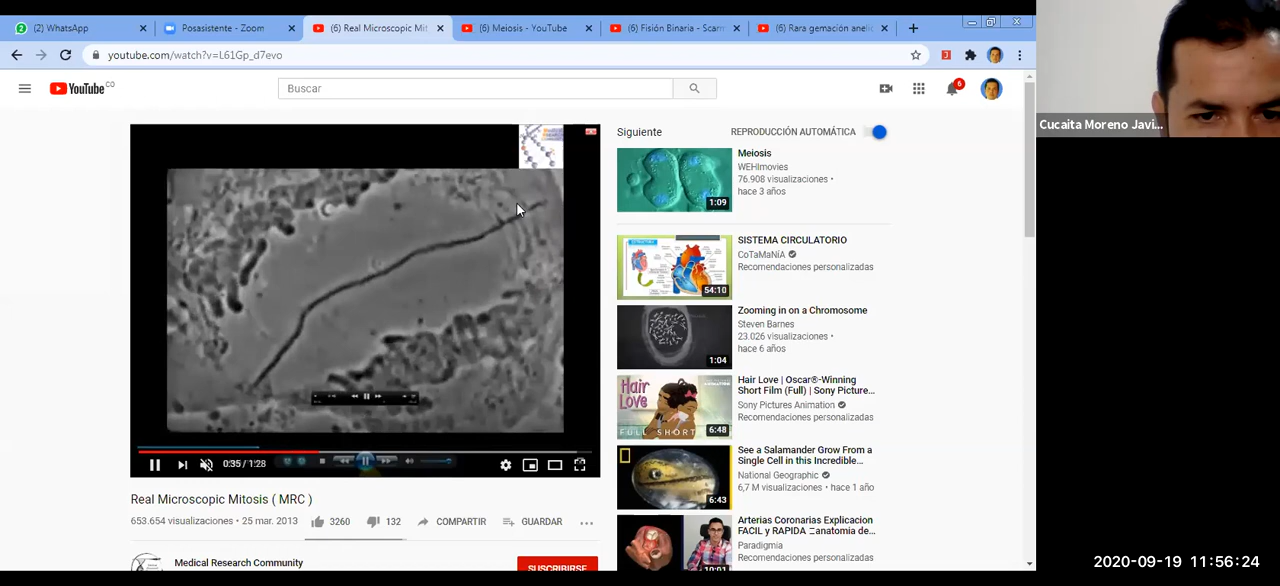 (2) WhatsApp
Posasistente - Zoom
(6) Real Microscopic Mit
(6) Meiosis - YouTube
(6) Fisión Binaria - Scarm
(6) Rara gemación anelid
youtube.com/watch?v=L61Gp_d7evo
YouTube CO
Buscar
6
Cucaita Moreno Javi...
Siguiente
REPRODUCCIÓN AUTOMÁTICA
Meiosis
WEHImovies
76.908 visualizaciones •
hace 3 años
1:09
SISTEMA CIRCULATORIO
CoTaMaNiA
Recomendaciones personalizadas
54:10
Zooming in on a Chromosome
Steven Barnes
23.026 visualizaciones •
hace 6 años
1:04
Hair Love | Oscar®-Winning
Short Film (Full) | Sony Picture...
Sony Pictures Animation
Recomendaciones personalizadas
Hair
LOVE
FULL SHORT
6:48
See a Salamander Grow From a
Single Cell in this Incredible...
National Geographic
6,7 M visualizaciones • hace 1 año
6:43
Arterias Coronarias Explicacion
FACIL y RAPIDA
Paradigmia
Recomendaciones personalizadas
10:01
0:35 / 1:28
Real Microscopic Mitosis ( MRC )
653.654 visualizaciones • 25 mar. 2013
3260
132
COMPARTIR
GUARDAR
Medical Research Community
SUSCRIBIRSE
2020-09-19 11:56:24